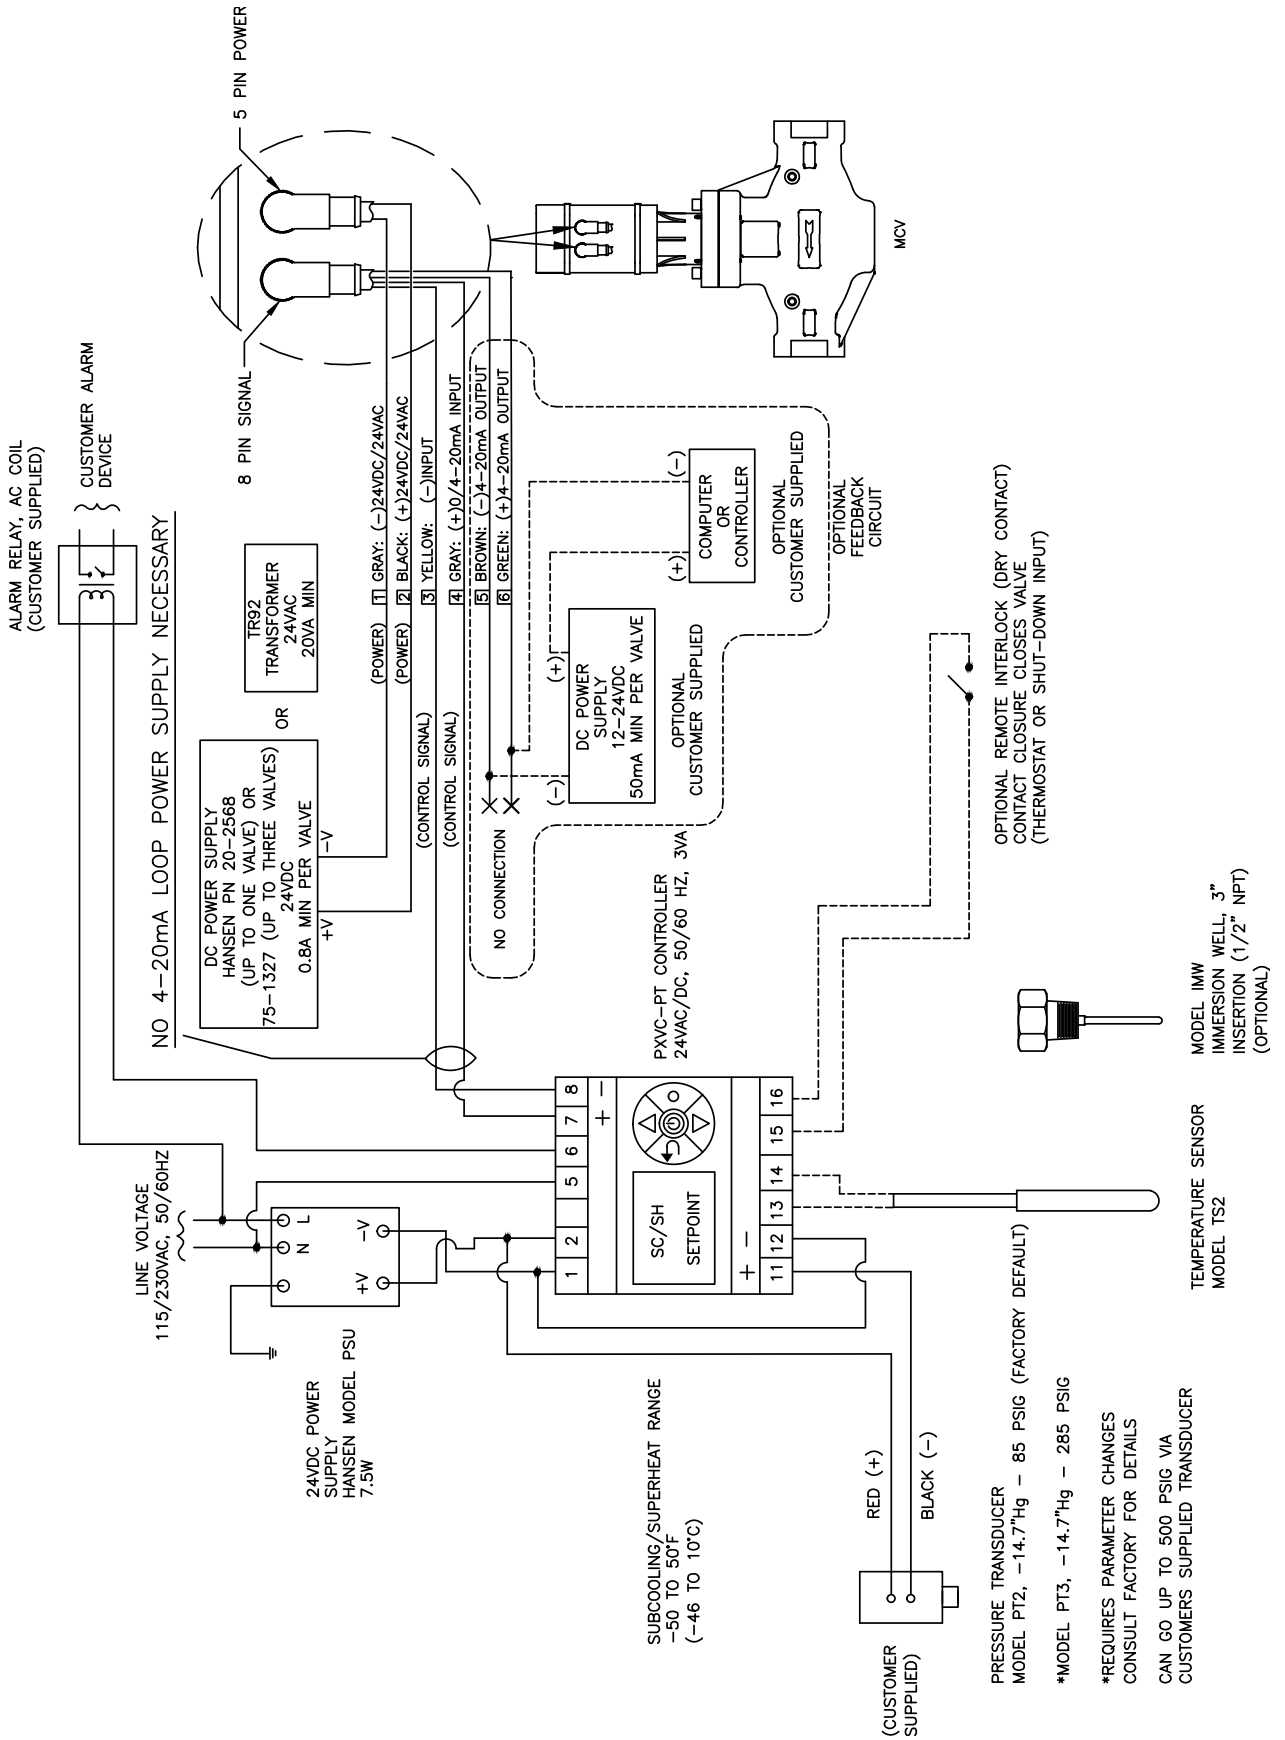 ALARM RELAY, AC COIL
(CUSTOMER SUPPLIED)
CUSTOMER ALARM
DEVICE
NO 4-20mA LOOP POWER SUPPLY NECESSARY
LINE VOLTAGE
115/230VAC, 50/60HZ
L
N
-V
+V
24VDC POWER
SUPPLY
HANSEN MODEL PSU
7.5W
DC POWER SUPPLY
HANSEN PN 20-2568
(UP TO ONE VALVE) OR
75-1327 (UP TO THREE VALVES)
24VDC
0.8A MIN PER VALVE
+V
-V
OR
TR92
TRANSFORMER
24VAC
20VA MIN
8 PIN SIGNAL
5 PIN POWER
(POWER) 1 GRAY: (-)24VDC/24VAC
(POWER) 2 BLACK: (+)24VDC/24VAC
(CONTROL SIGNAL) 3 YELLOW: (-)INPUT
(CONTROL SIGNAL) 4 GRAY: (+)0/4-20mA INPUT
5 BROWN: (-)4-20mA OUTPUT
6 GREEN: (+)4-20mA OUTPUT
NO CONNECTION
(-)
(+)
DC POWER
SUPPLY
12-24VDC
50mA MIN PER VALVE
OPTIONAL
CUSTOMER SUPPLIED
(+)
(-)
COMPUTER
OR
CONTROLLER
OPTIONAL
CUSTOMER SUPPLIED
OPTIONAL
FEEDBACK
CIRCUIT
MCV
PXVC-PT CONTROLLER
24VAC/DC, 50/60 HZ, 3VA
1
2
5
6
7
8
+ -
SC/SH
SETPOINT
+ -
11
12
13
14
15
16
SUBCOOLING/SUPERHEAT RANGE
-50 TO 50°F
(-46 TO 10°C)
OPTIONAL REMOTE INTERLOCK (DRY CONTACT)
CONTACT CLOSURE CLOSES VALVE
(THERMOSTAT OR SHUT-DOWN INPUT)
RED (+)
BLACK (-)
(CUSTOMER
SUPPLIED)
PRESSURE TRANSDUCER
MODEL PT2, -14.7"Hg - 85 PSIG (FACTORY DEFAULT)
*MODEL PT3, -14.7"Hg - 285 PSIG
*REQUIRES PARAMETER CHANGES
CONSULT FACTORY FOR DETAILS
CAN GO UP TO 500 PSIG VIA
CUSTOMERS SUPPLIED TRANSDUCER
TEMPERATURE SENSOR
MODEL TS2
MODEL IMW
IMMERSION WELL, 3"
INSERTION (1/2" NPT)
(OPTIONAL)